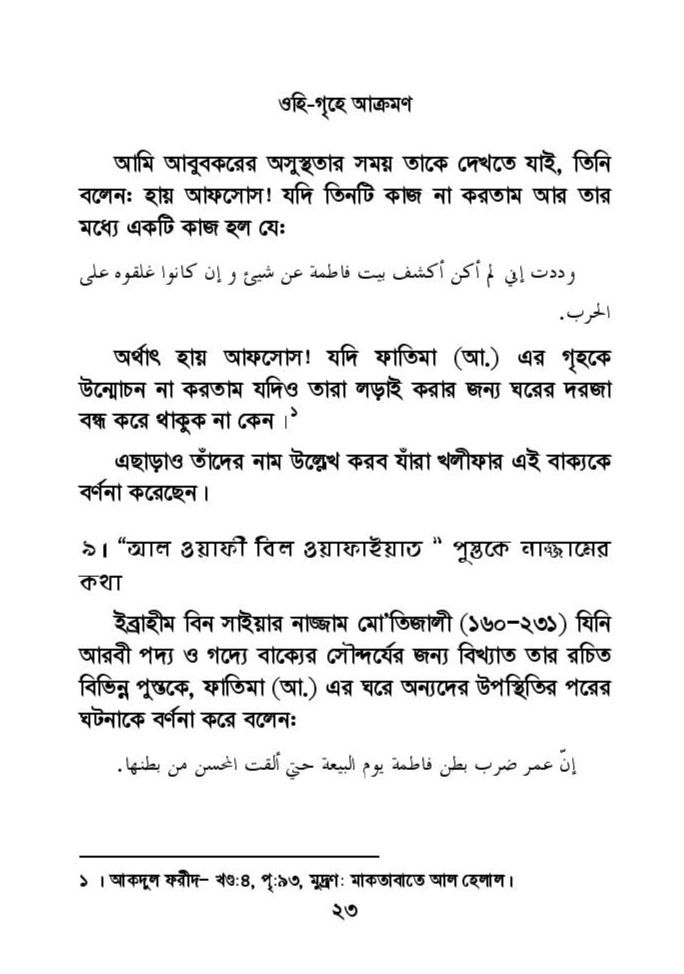 ওহি-গৃহে আক্রমণ
আমি আবুবকরের অসুস্থতার সময় তাকে দেখতে যাই, তিনি
বলেন: হায় আফসোস! যদি তিনটি কাজ না করতাম আর তার
মধ্যে একটি কাজ হল যে:
وددت إني لم أكن أكشف بيت فاطمة عن شيئ و إن كانوا غلقوه على
الحرب.
অর্থাৎ হায় আফসোস! যদি ফাতিমা (আ.) এর গৃহকে
উন্মোচন না করতাম যদিও তারা লড়াই করার জন্য ঘরের দরজা
বন্ধ করে থাকুক না কেন।১
এছাড়াও তাঁদের নাম উল্লেখ করব যাঁরা খলীফার এই বাক্যকে
বর্ণনা করেছেন।
৯। “আল ওয়াফী বিল ওয়াফাইয়াত ” পুস্তকে নাজ্জামের
কথা
ইব্রাহীম বিন সাইয়ার নাজ্জাম মো'তিজালী (১৬০–২৩১) যিনি
আরবী পদ্য ও গদ্যে বাক্যের সৌন্দর্যের জন্য বিখ্যাত তার রচিত
বিভিন্ন পুস্তকে, ফাতিমা (আ.) এর ঘরে অন্যদের উপস্থিতির পরের
ঘটনাকে বর্ণনা করে বলেন:
إنّ عمر ضرب بطن فاطمة يوم البيعة حتي ألقت المحسن من بطنها.
১ । আকদুল ফরীদ– খণ্ড:৪, পৃ:৯৩, মুদ্রণ: মাকতাবাতে আল হেলাল।
২৩